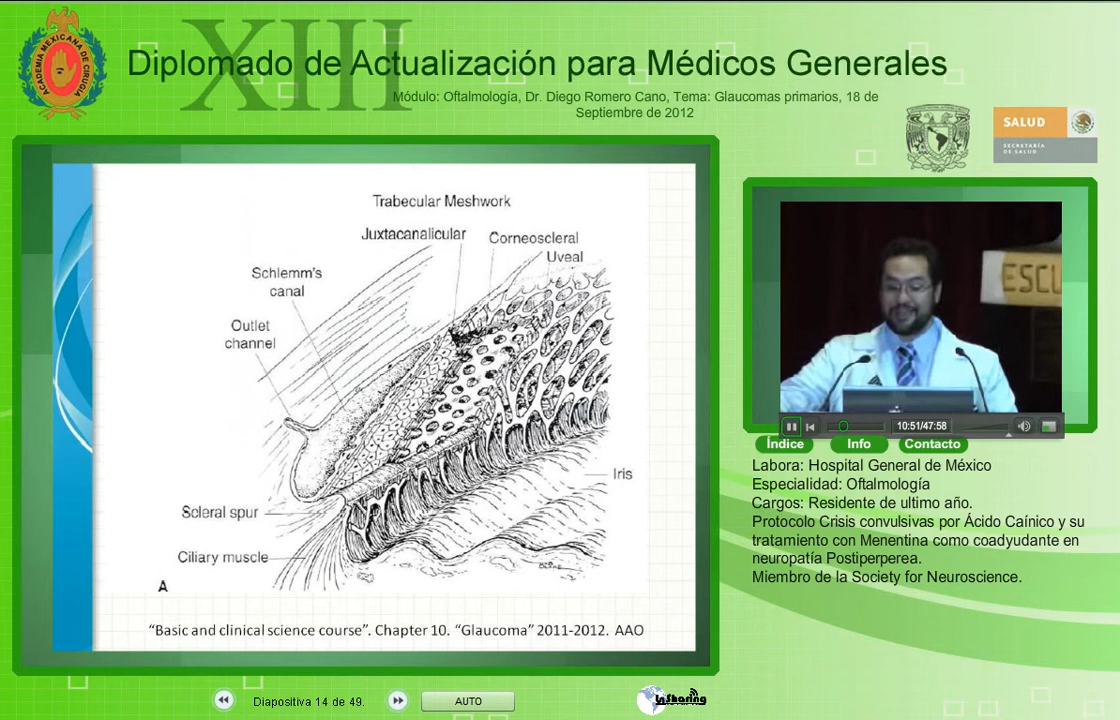 XIII
Diplomado de Actualización para Médicos Generales
Módulo: Oftalmología, Dr. Diego Romero Cano, Tema: Glaucomas primarios, 18 de
Septiembre de 2012
ACADEMIA MEXICANA DE CIRUGIA
SALUD
SECRETARÍA
DE SALUD
Trabecular Meshwork
Juxtacanalicular
Corneoscleral
Uveal
Schlemm's
canal
Outlet
channel
Iris
Scleral spur
Ciliary muscle
A
“Basic and clinical science course”. Chapter 10. “Glaucoma” 2011-2012. AAO
ESCU
10:51/47:58
Índice
Info
Contacto
Labora: Hospital General de México
Especialidad: Oftalmología
Cargos: Residente de ultimo año.
Protocolo Crisis convulsivas por Ácido Caínico y su
tratamiento con Menentina como coadyudante en
neuropatía Postiperperea.
Miembro de la Society for Neuroscience.
Diapositiva 14 de 49.
AUTO